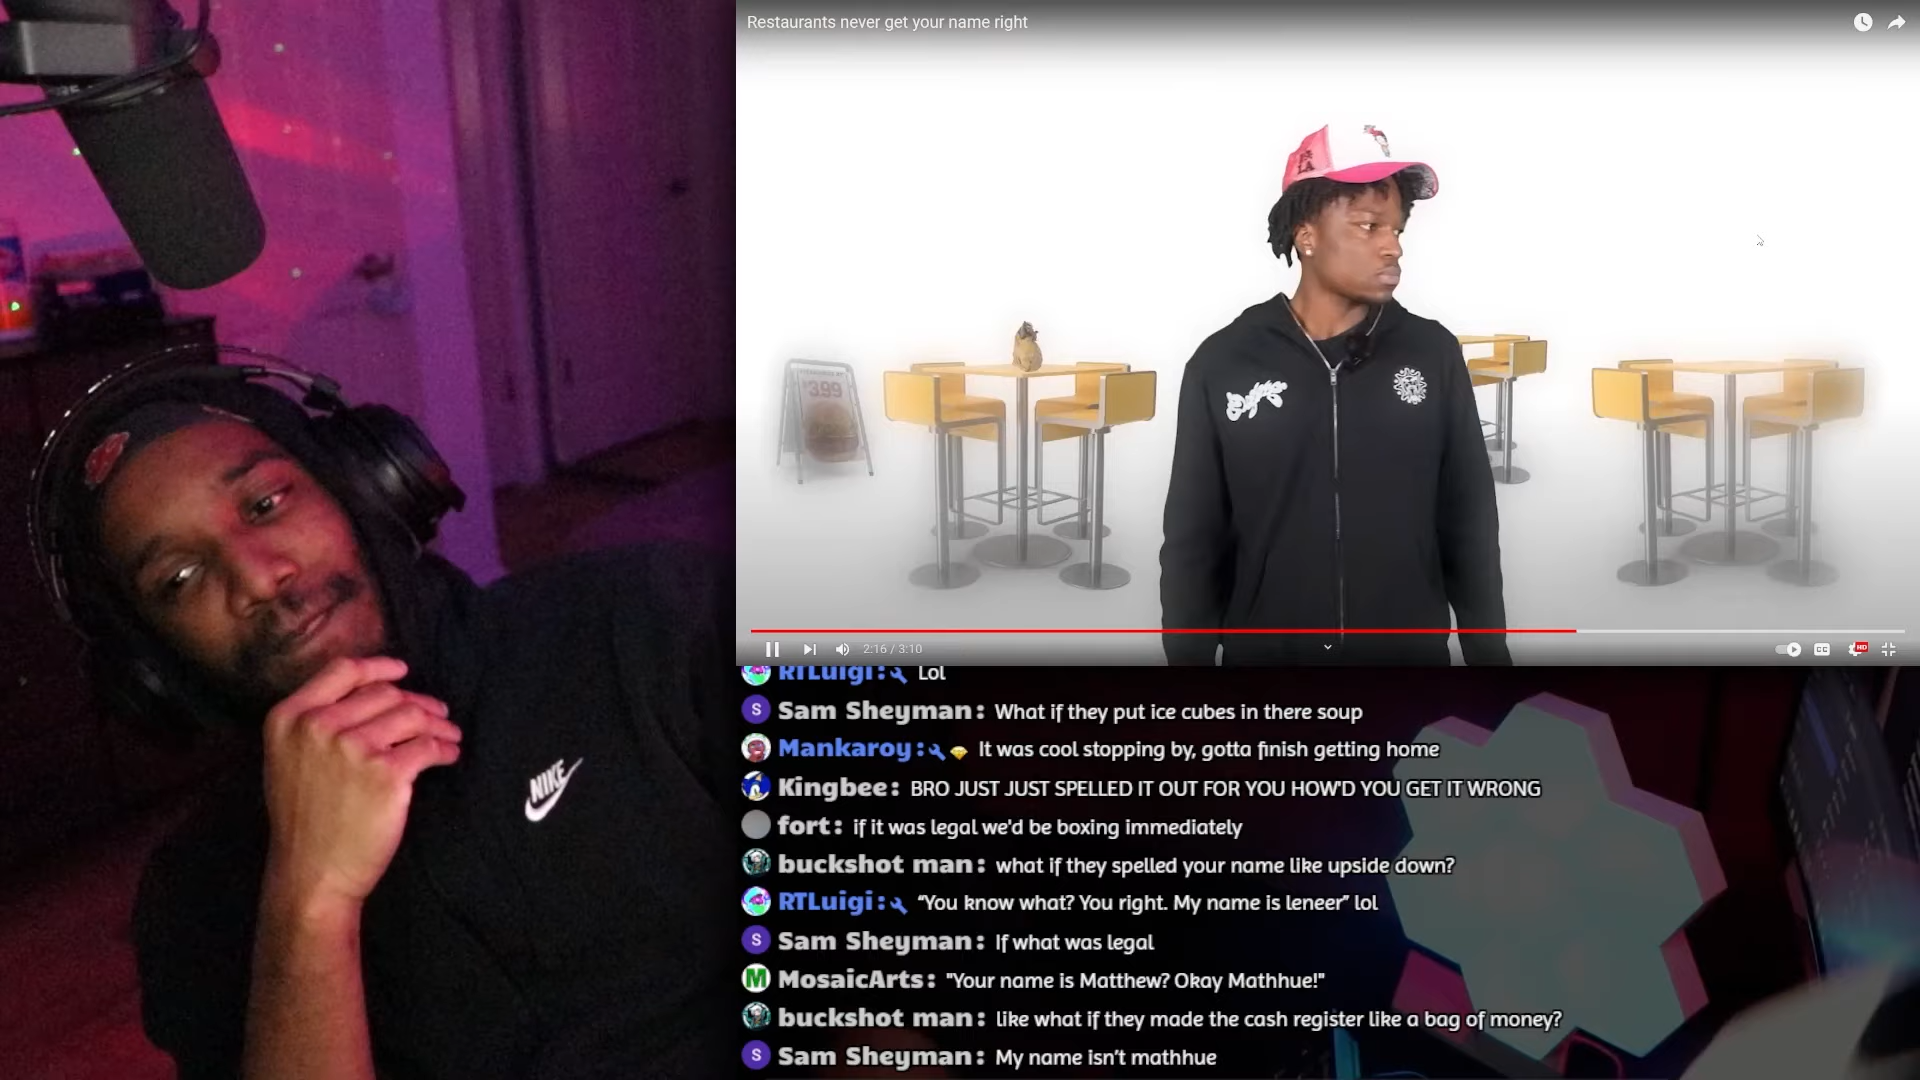 Restaurants never get your name right
3.99
NIKE
2:16 / 3:10
CC
HD
RTLuigi: Lol
S Sam Sheyman: What if they put ice cubes in there soup
Mankaroy: It was cool stopping by, gotta finish getting home
Kingbee: BRO JUST JUST SPELLED IT OUT FOR YOU HOW'D YOU GET IT WRONG
fort: if it was legal we'd be boxing immediately
buckshot man: what if they spelled your name like upside down?
RTLuigi: “You know what? You right. My name is leneer” lol
S Sam Sheyman: If what was legal
M MosaicArts: "Your name is Matthew? Okay Mathhue!"
buckshot man: like what if they made the cash register like a bag of money?
S Sam Sheyman: My name isn't mathhue